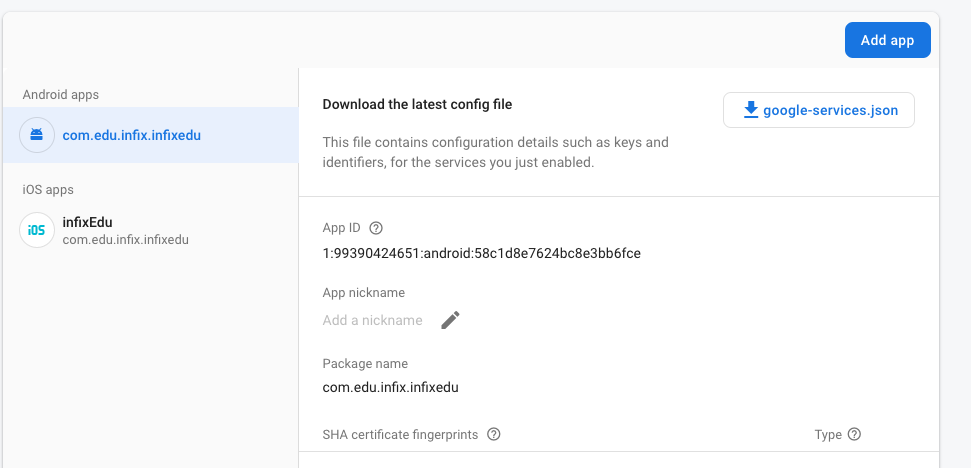 Add app
Android apps
com.edu.infix.infixedu
iOS apps
iOS
infixEdu
com.edu.infix.infixedu
Download the latest config file
google-services.json
This file contains configuration details such as keys and
identifiers, for the services you just enabled.
App ID ?
1:99390424651:android:58c1d8e7624bc8e3bb6fce
App nickname
Add a nickname
Package name
com.edu.infix.infixedu
SHA certificate fingerprints ?
Type ?